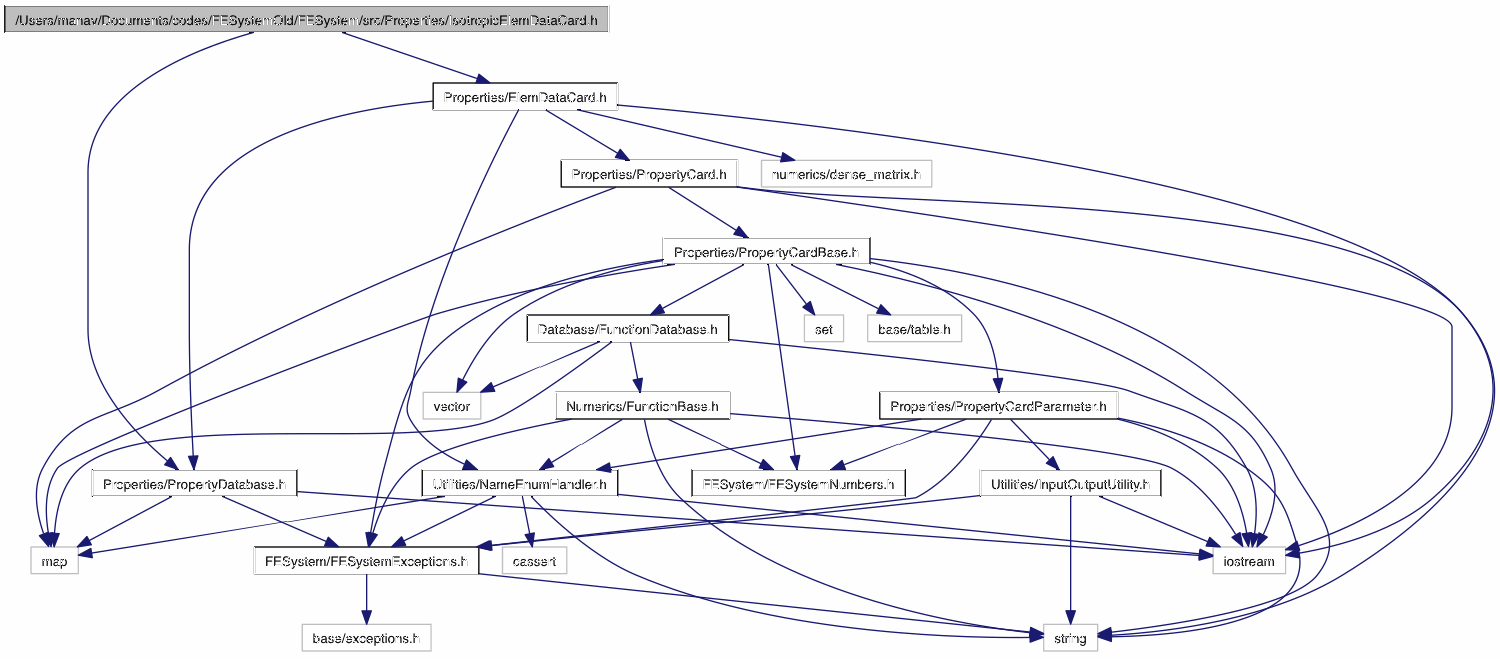 /Users/manav/Documents/codes/FESystemOld/FESystem/src/Properties/IsotropicElemDataCard.h
Properties/ElemDataCard.h
Properties/PropertyCard.h
numerics/dense_matrix.h
Properties/PropertyCardBase.h
Database/FunctionDatabase.h
set
base/table.h
vector
Numerics/FunctionBase.h
Properties/PropertyCardParameter.h
Properties/PropertyDatabase.h
Utilities/NameEnumHandler.h
FESystem/FESystemNumbers.h
Utilities/InputOutputUtility.h
map
FESystem/FESystemExceptions.h
cassert
iostream
base/exceptions.h
string